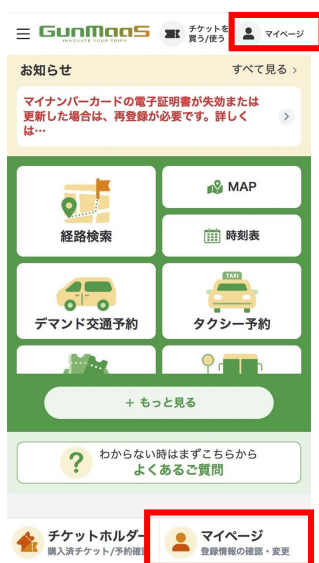 GunMaaS
INNOVATE YOUR TRIPS
チケットを
買う/使う
マイページ
お知らせ
すべて見る
マイナンバーカードの電子証明書が失効または
更新した場合は、再登録が必要です。詳しく
は…
経路検索
MAP
時刻表
デマンド交通予約
TAXI
タクシー予約
+ もっと見る
?
わからない時はまずこちらから
よくあるご質問
チケットホルダー
購入済チケット/予約確
マイページ
登録情報の確認・変更